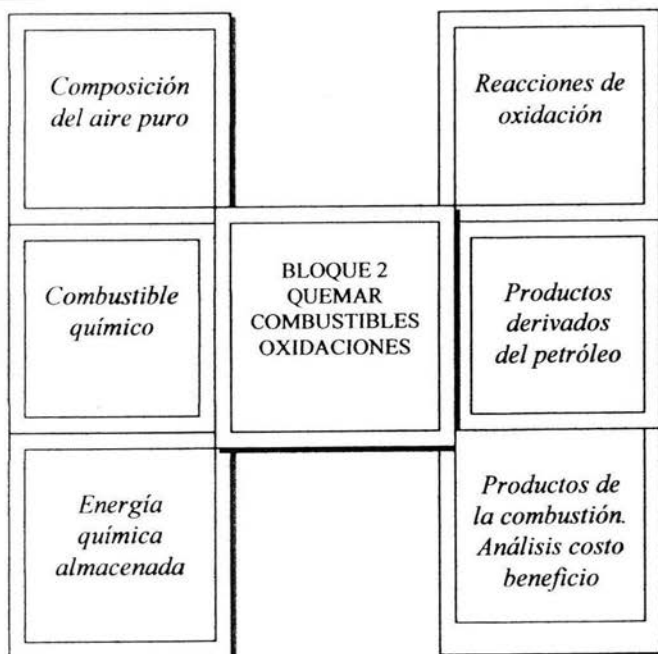 Composición
del aire puro
Reacciones de
oxidación
Combustible
químico
BLOQUE 2
QUEMAR
COMBUSTIBLES
OXIDACIONES
Productos
derivados
del petróleo
Energía
química
almacenada
Productos de
la combustión.
Análisis costo
beneficio